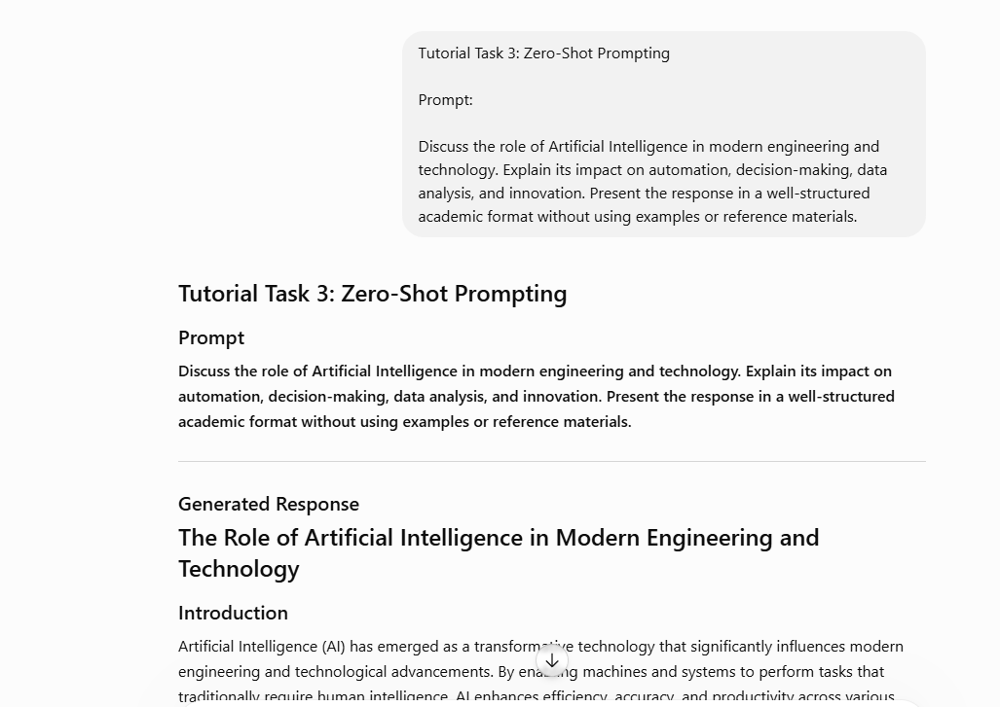 Tutorial Task 3: Zero-Shot Prompting
Prompt:
Discuss the role of Artificial Intelligence in modern engineering and
technology. Explain its impact on automation, decision-making, data
analysis, and innovation. Present the response in a well-structured
academic format without using examples or reference materials.
Tutorial Task 3: Zero-Shot Prompting
Prompt
Discuss the role of Artificial Intelligence in modern engineering and technology. Explain its impact on
automation, decision-making, data analysis, and innovation. Present the response in a well-structured
academic format without using examples or reference materials.
Generated Response
The Role of Artificial Intelligence in Modern Engineering and
Technology
Introduction
Artificial Intelligence (AI) has emerged as a transformative technology that significantly influences modern
engineering and technological advancements. By enabling machines and systems to perform tasks that
traditionally require human intelligence, AI enhances efficiency, accuracy, and productivity across various